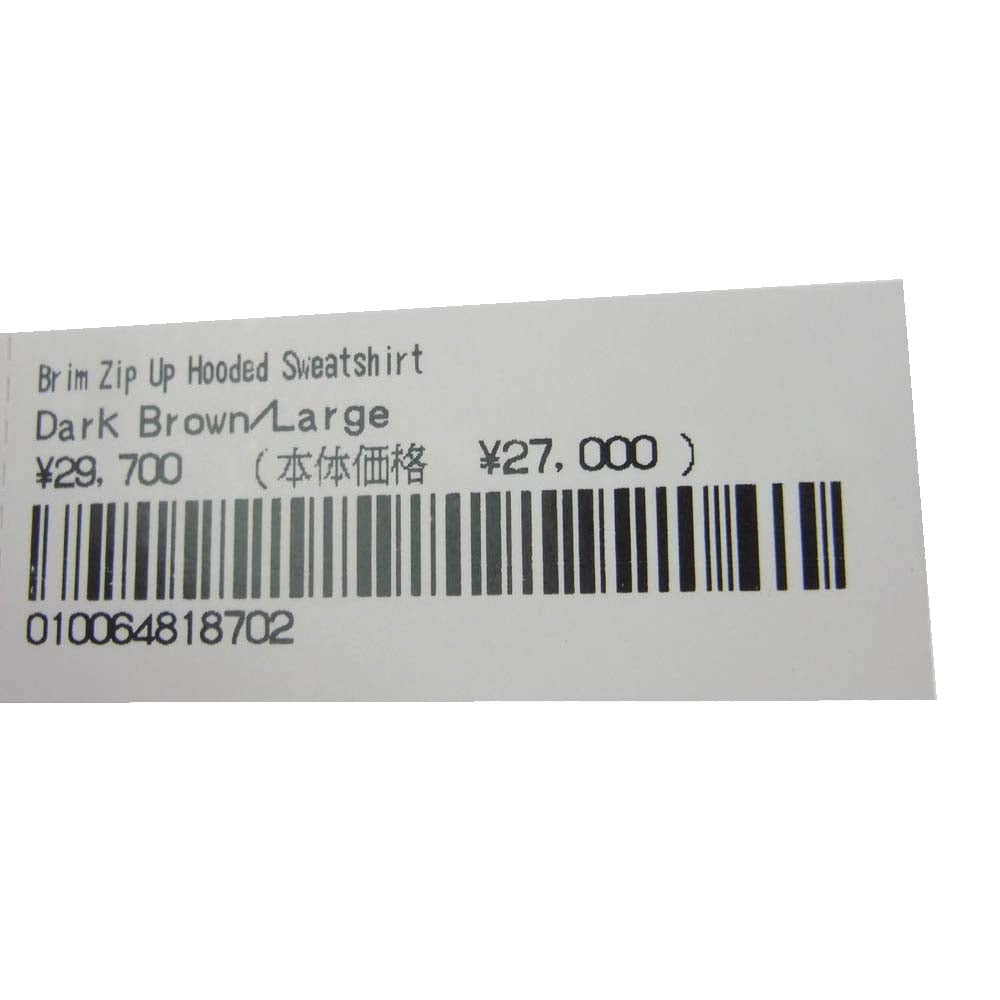 Brim Zip Up Hooded Sweatshirt
Dark Brown/Large
¥29,700 (本体価格 ¥27,000)
010064818702